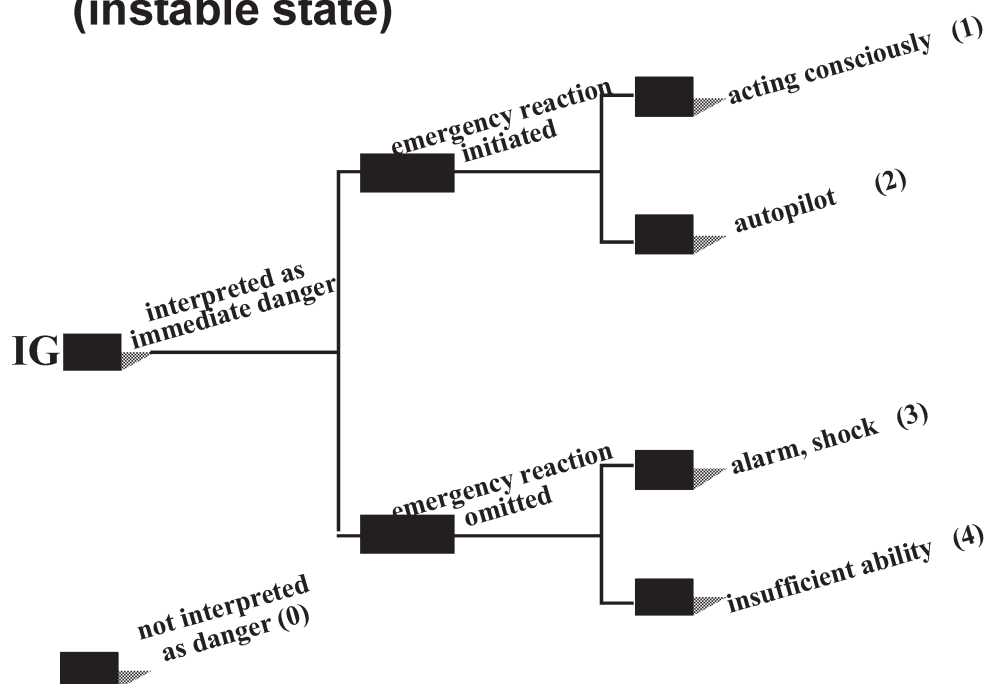 (instable state)
acting consciously (1)
emergency reaction
initiated
autopilot (2)
interpreted as
immediate danger
IG
alarm, shock (3)
emergency reaction
omitted
insufficient ability (4)
not interpreted
as danger (0)